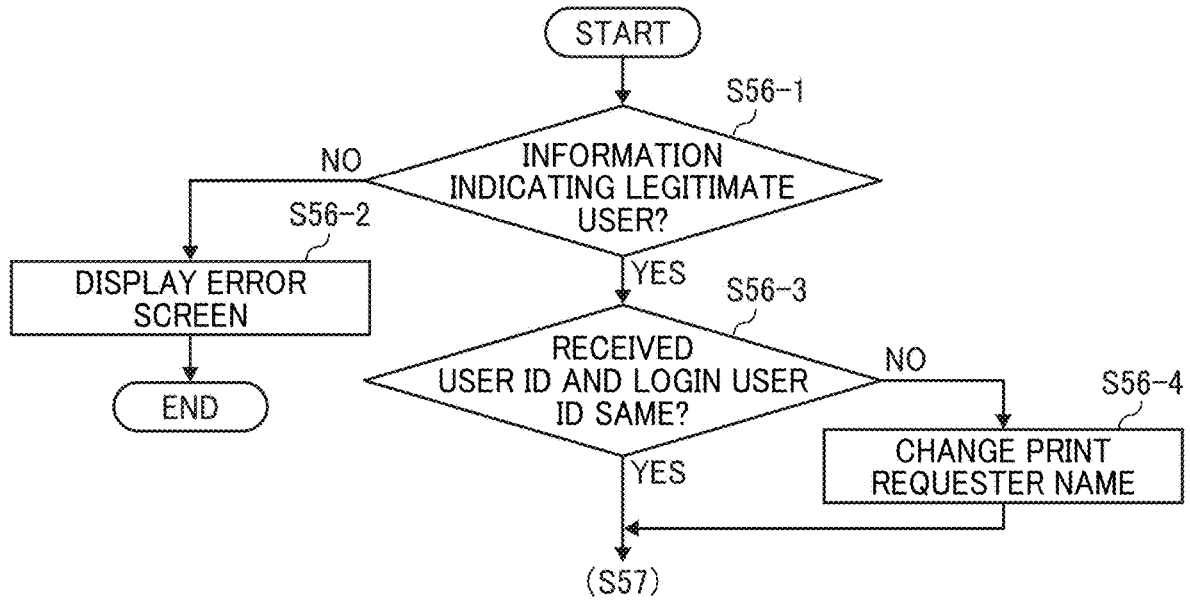 START
S56-1
INFORMATION
INDICATING LEGITIMATE
USER?
NO
S56-2
DISPLAY ERROR
SCREEN
END
YES
S56-3
RECEIVED
USER ID AND LOGIN USER
ID SAME?
NO
S56-4
CHANGE PRINT
REQUESTER NAME
YES
(S57)